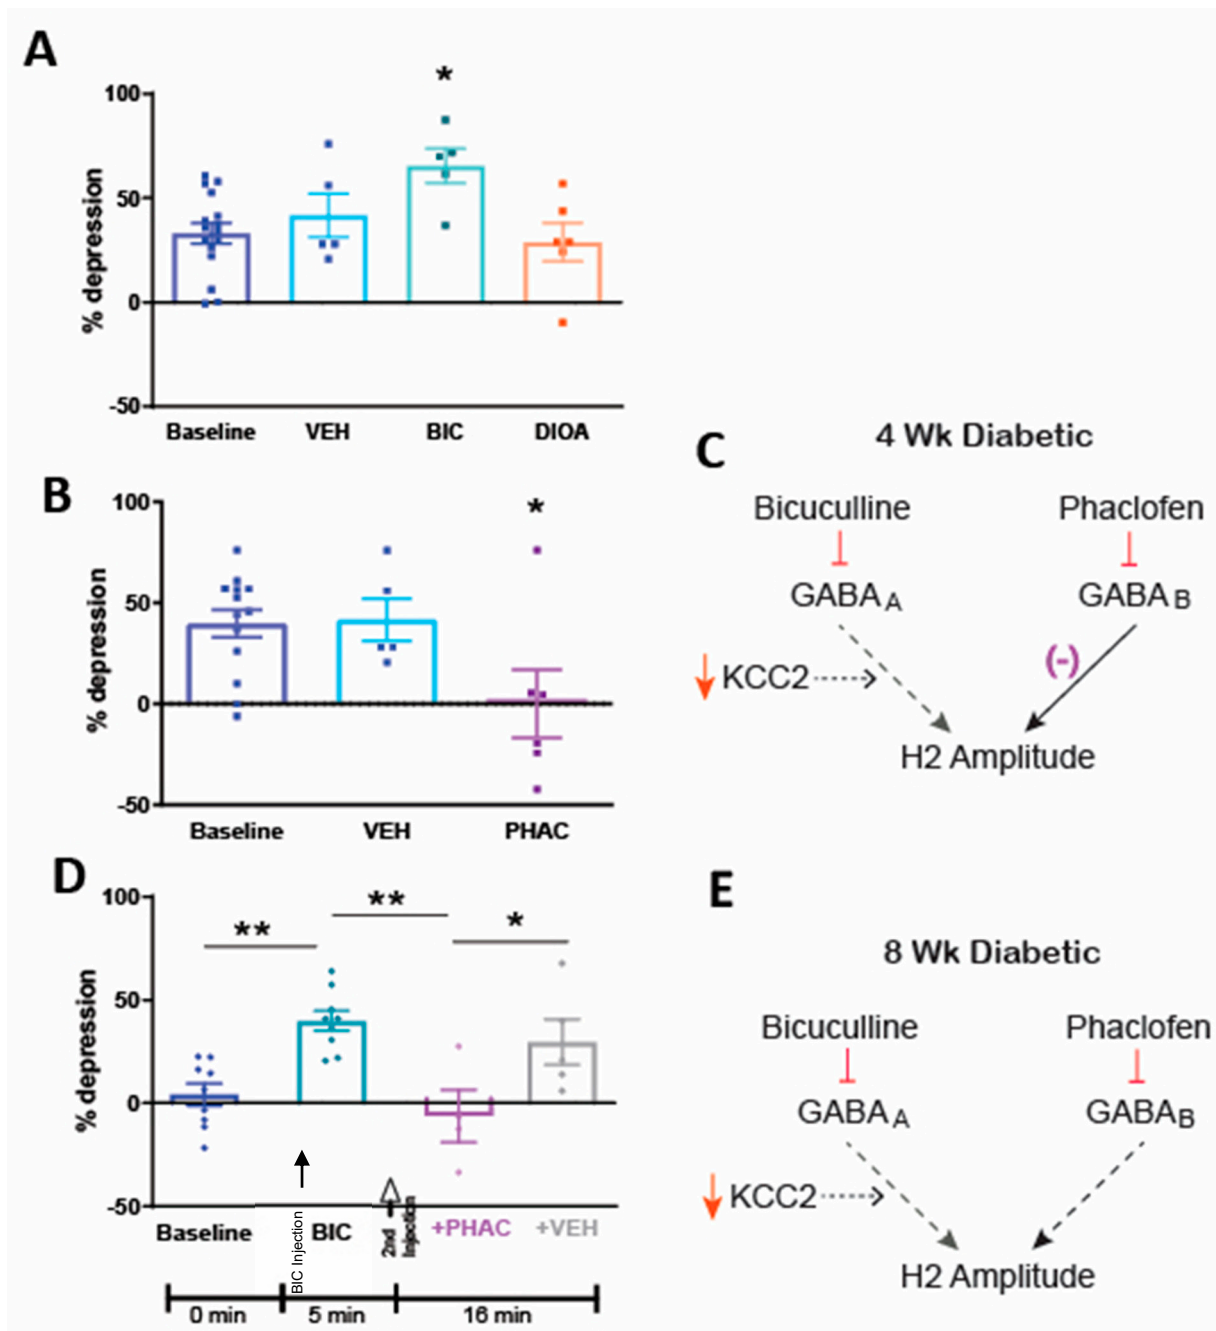 A
*
100
50
0
-50
% depression
Baseline VEH BIC DIOA
B
*
100
50
0
-50
% depression
Baseline VEH PHAC
C
4 Wk Diabetic
Bicuculline Phaclofen
GABA A GABA B
(-)
KCC2
H2 Amplitude
D
** ** *
100
50
0
-50
% depression
Baseline BIC +PHAC +VEH
BIC Injection
2nd
Injection
0 min 5 min 16 min
E
8 Wk Diabetic
Bicuculline Phaclofen
GABA A GABA B
KCC2
H2 Amplitude